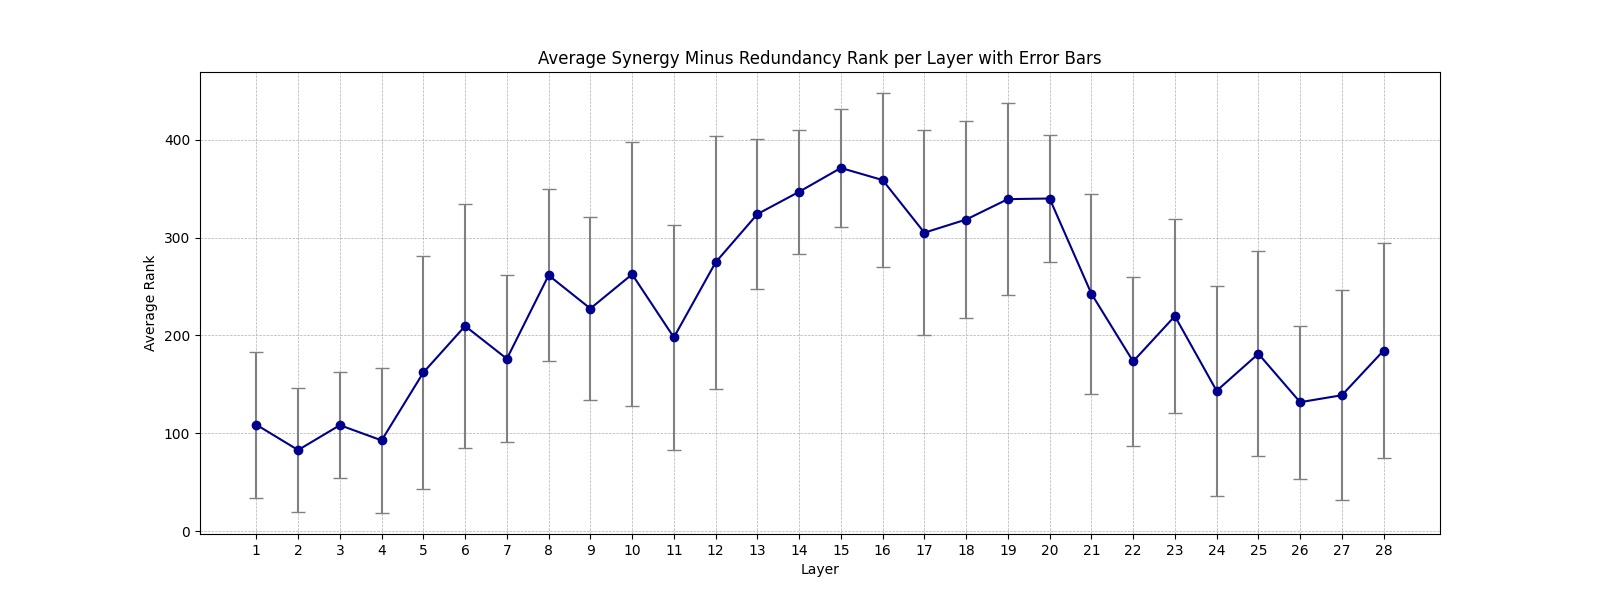 Average Synergy Minus Redundancy Rank per Layer with Error Bars
Average Rank
400
300
200
100
0
1 2 3 4 5 6 7 8 9 10 11 12 13 14 15 16 17 18 19 20 21 22 23 24 25 26 27 28
Layer